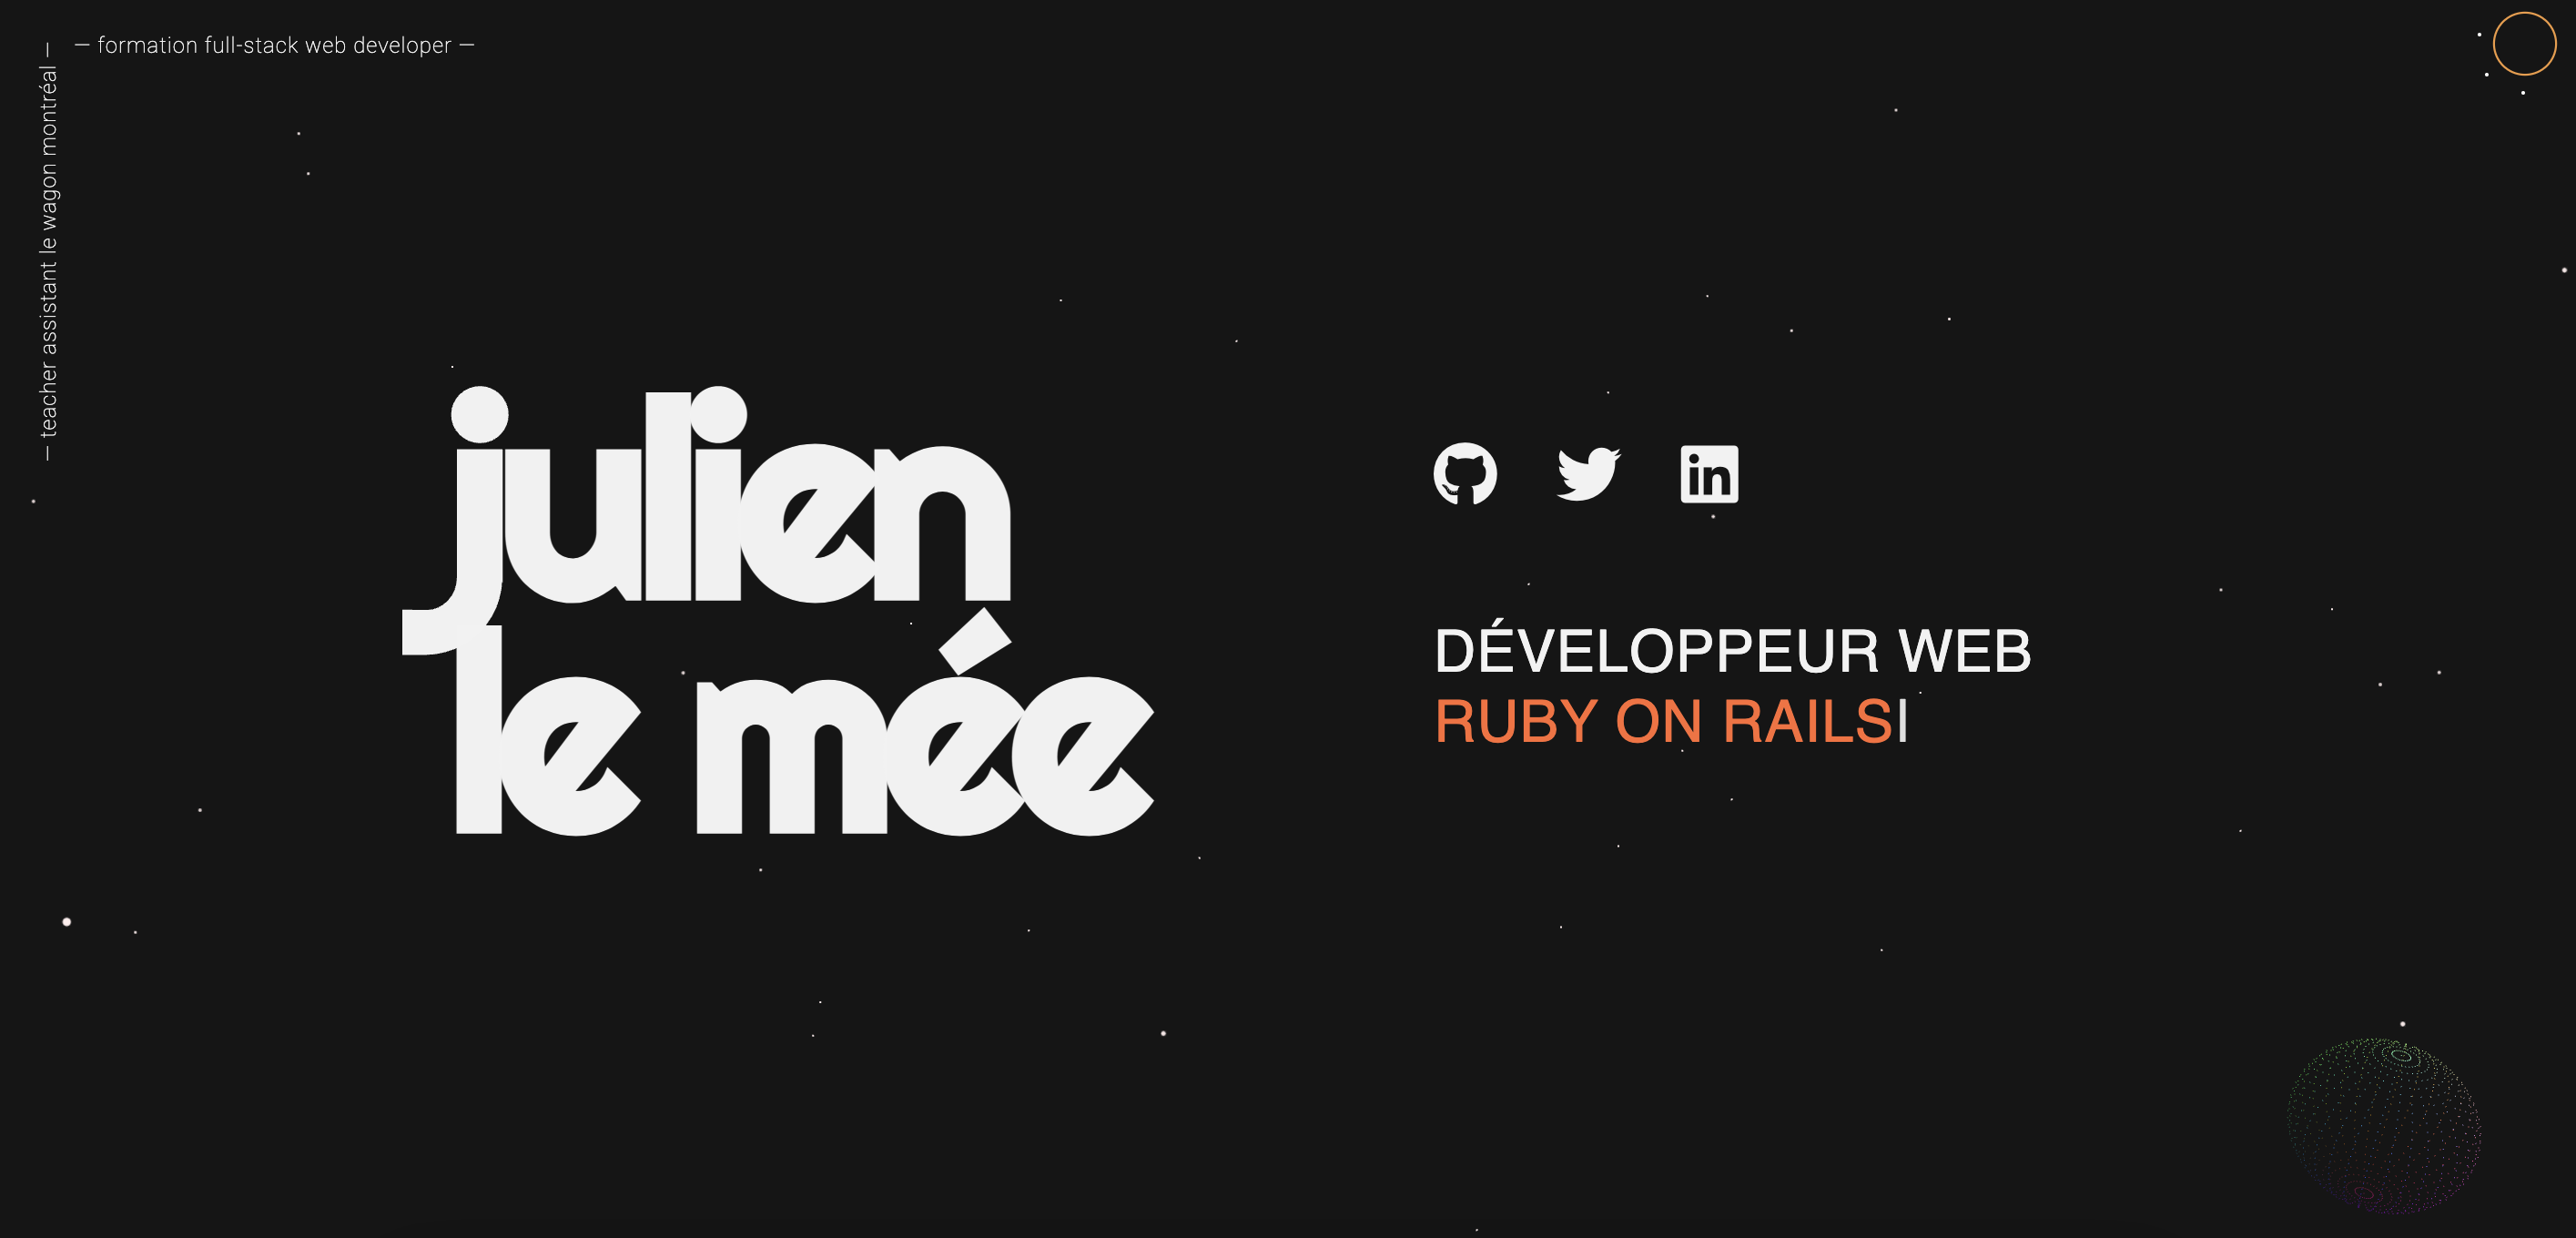 — formation full-stack web developer —
— teacher assistant le wagon montréal —
julien
le mée
in
DÉVELOPPEUR WEB
RUBY ON RAILS